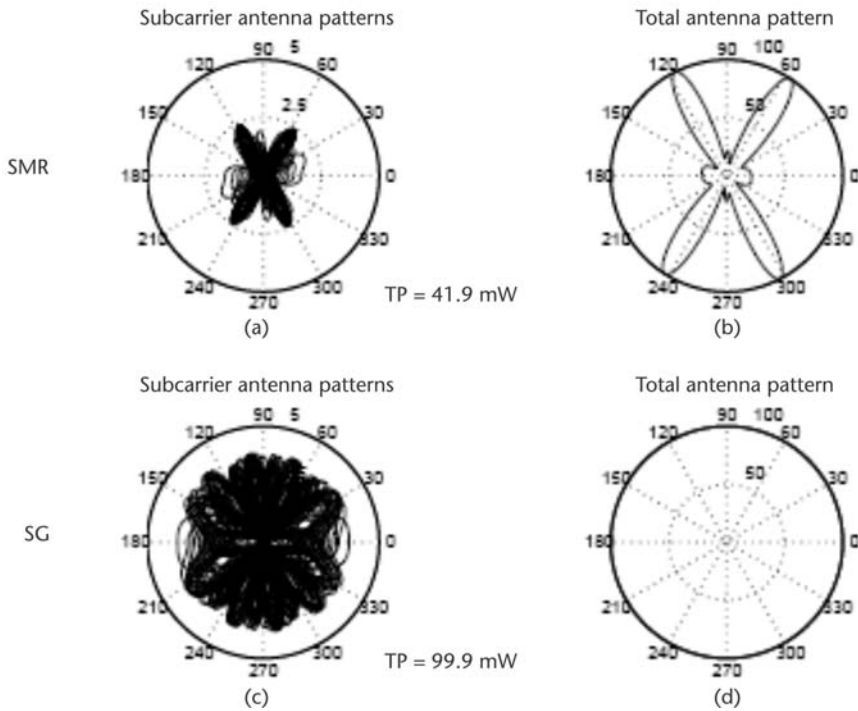 Subcarrier antenna patterns
Total antenna pattern
90 5
120 60
2.5
150 30
SMR
180 0
210 330
240 300
270
TP = 41.9 mW
(a)
90 100
120 60
50
150 30
180 0
210 330
240 300
270
(b)
Subcarrier antenna patterns
Total antenna pattern
90 5
120 60
150 30
SG
180 0
210 330
240 300
270
TP = 99.9 mW
(c)
90 100
120 60
50
150 30
180 0
210 330
240 300
270
(d)